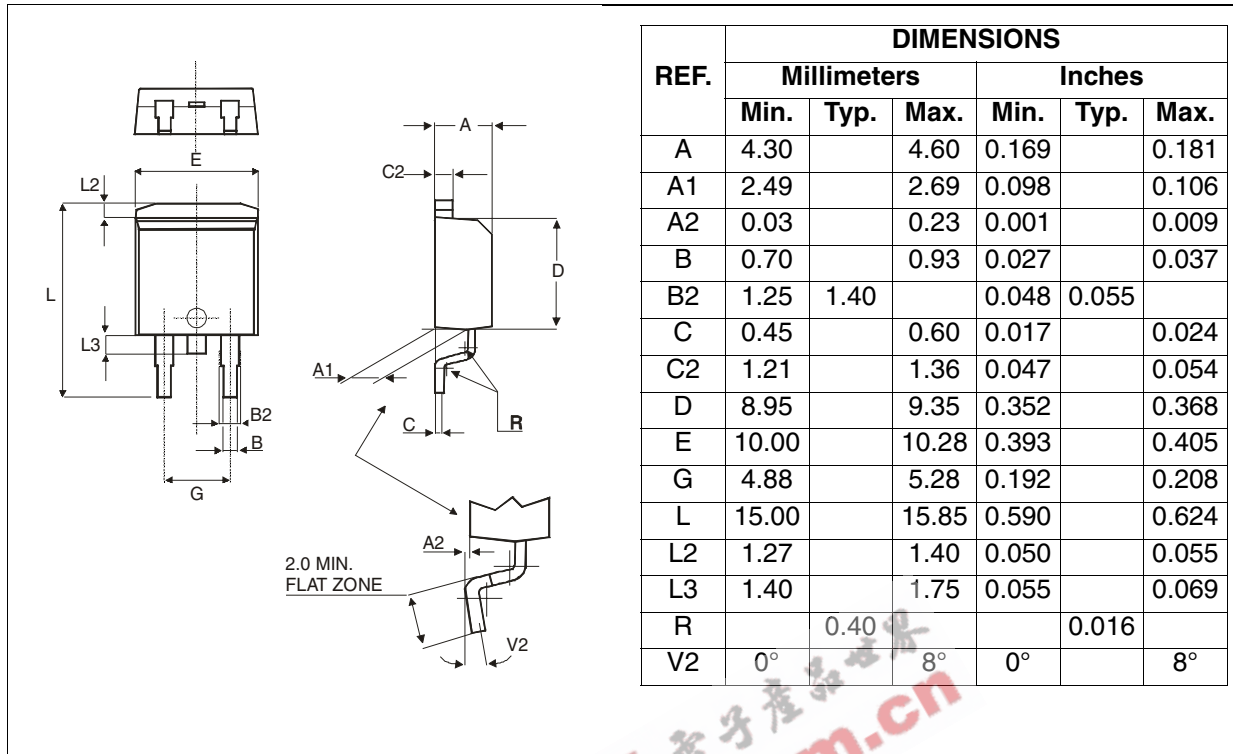 E
L2
L
L3
B2
B
G
A
C2
D
A1
C
R
A2
2.0 MIN.
FLAT ZONE
V2
DIMENSIONS
REF. Millimeters Inches
Min. Typ. Max. Min. Typ. Max.
A 4.30 4.60 0.169 0.181
A1 2.49 2.69 0.098 0.106
A2 0.03 0.23 0.001 0.009
B 0.70 0.93 0.027 0.037
B2 1.25 1.40 0.048 0.055
C 0.45 0.60 0.017 0.024
C2 1.21 1.36 0.047 0.054
D 8.95 9.35 0.352 0.368
E 10.00 10.28 0.393 0.405
G 4.88 5.28 0.192 0.208
L 15.00 15.85 0.590 0.624
L2 1.27 1.40 0.050 0.055
L3 1.40 1.75 0.055 0.069
R 0.40 0.016
V2 0° 8° 0° 8°
子產品世界
m.cn